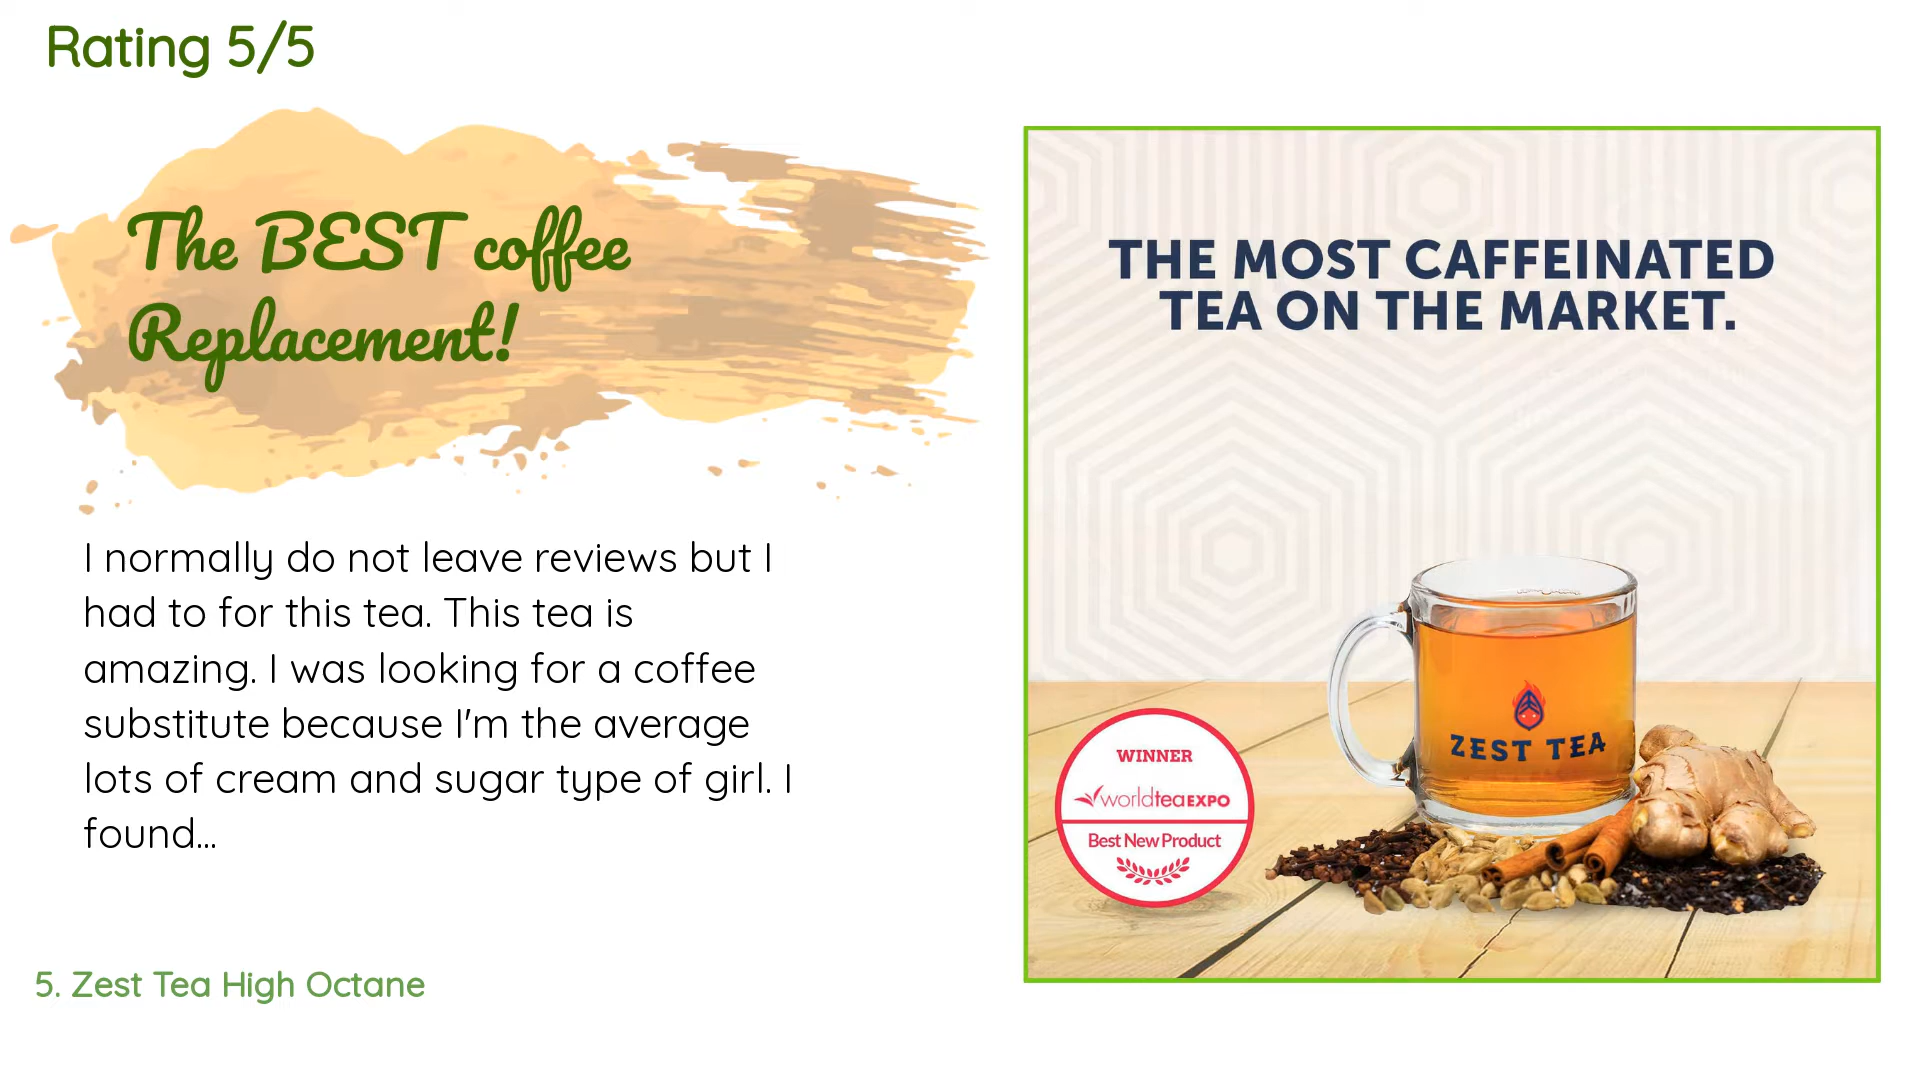 Rating 5/5
The BEST coffee
Replacement!
I normally do not leave reviews but I
had to for this tea. This tea is
amazing. I was looking for a coffee
substitute because I'm the average
lots of cream and sugar type of girl. I
found...
5. Zest Tea High Octane
THE MOST CAFFEINATED
TEA ON THE MARKET.
ZEST TEA
WINNER
worldteaEXPO
Best New Product